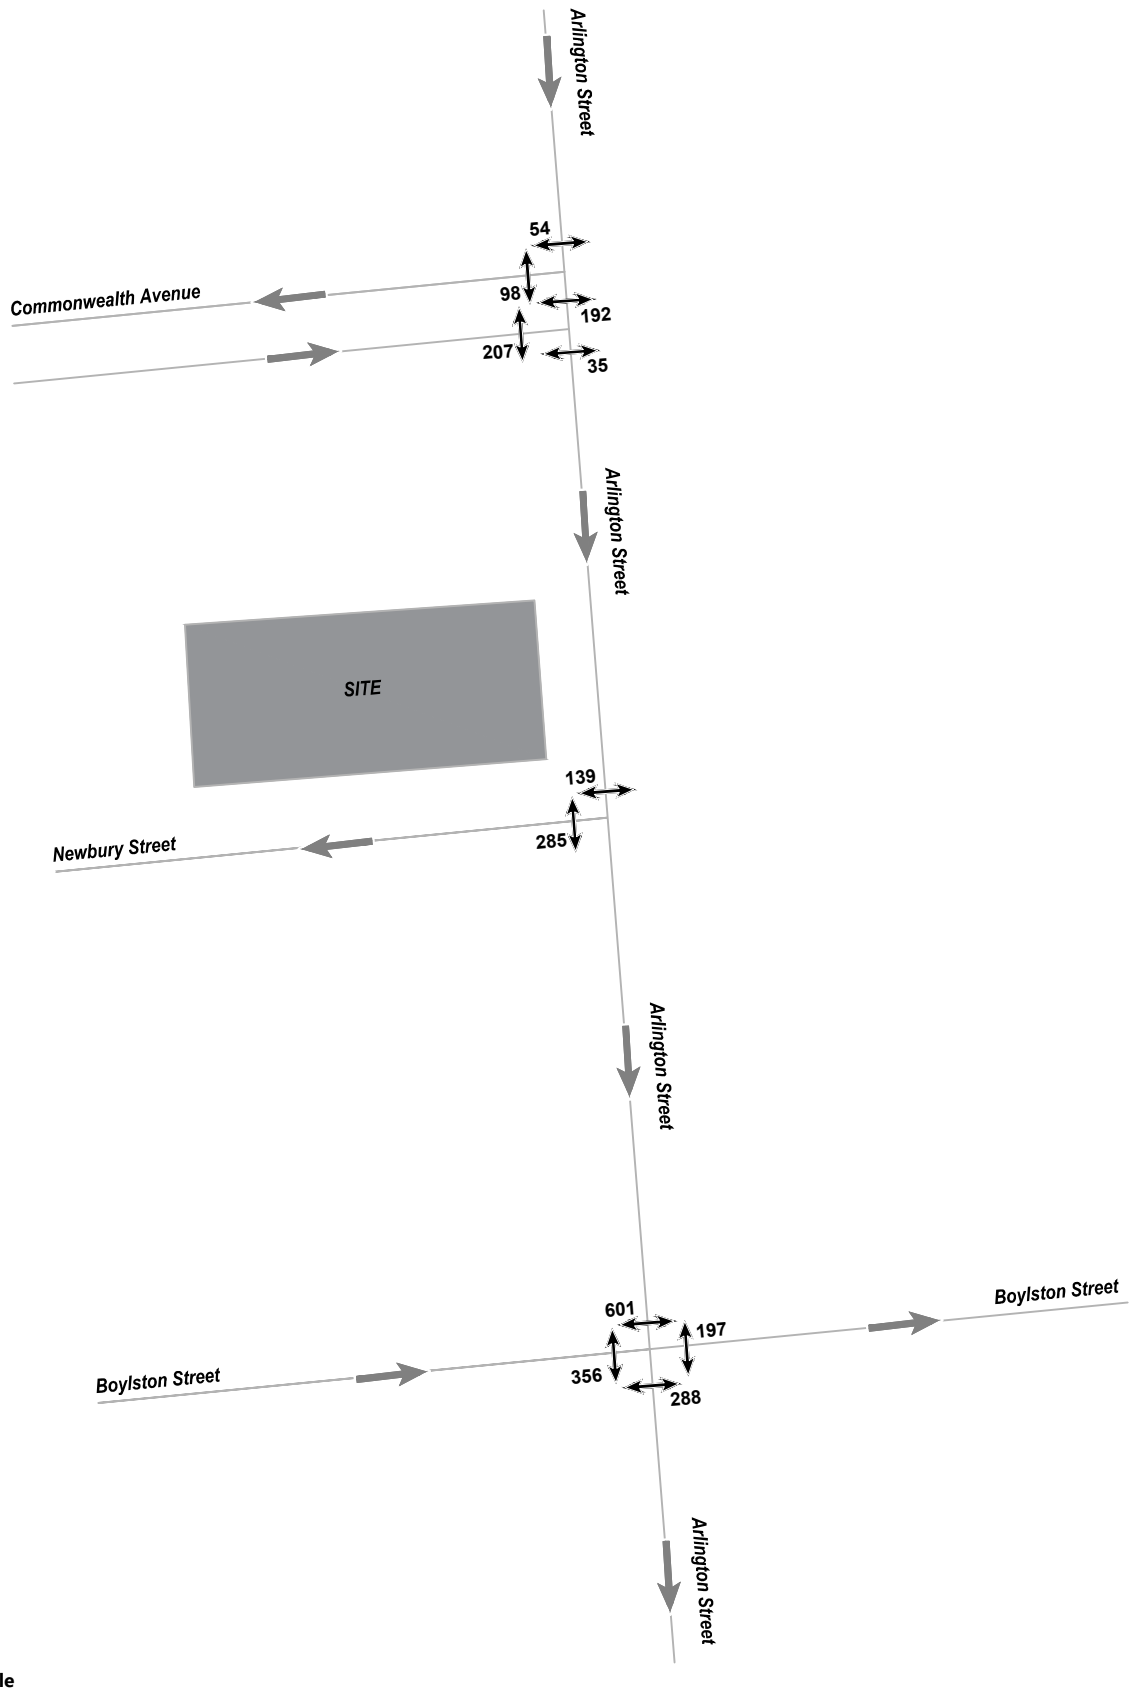 Arlington Street
54
Commonwealth Avenue
98
192
207
35
Arlington Street
SITE
139
285
Newbury Street
Arlington Street
601
197
Boylston Street
356
288
Boylston Street
Arlington Street
le